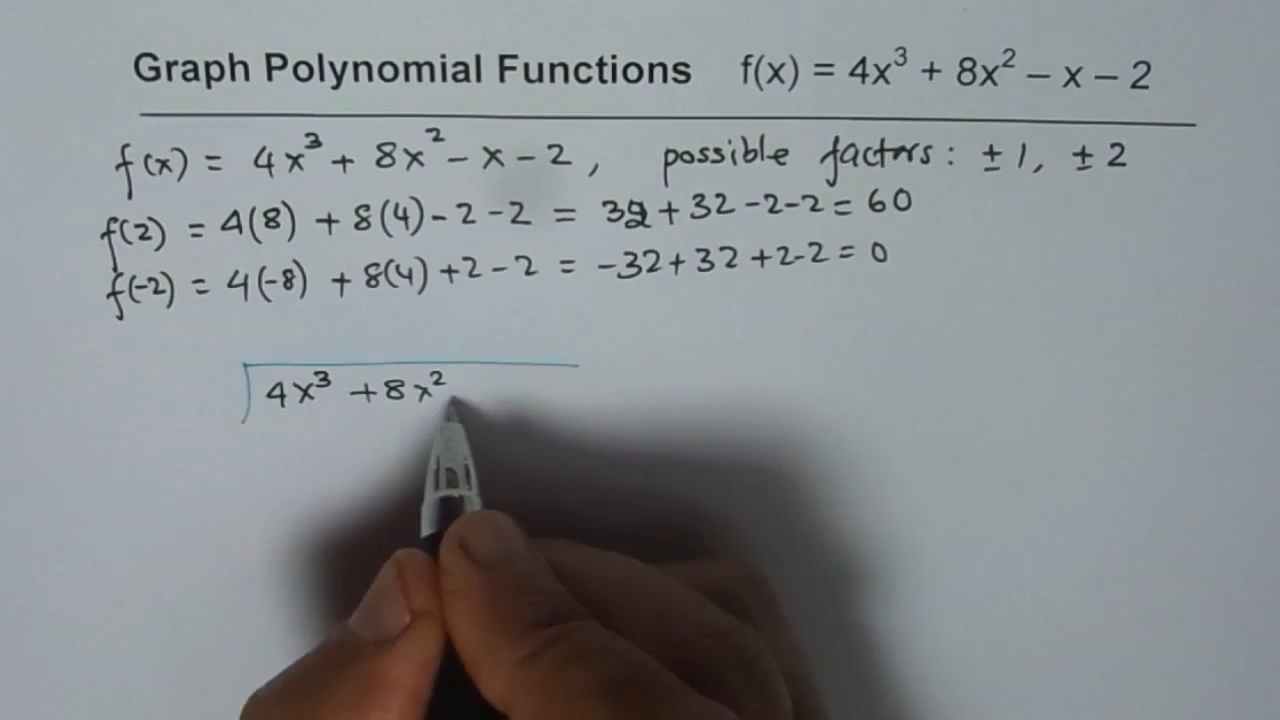 Graph Polynomial Functions f(x) = 4x³ + 8x² – x – 2
f(x) = 4x³ + 8x² – x – 2 , possible factors : ± 1, ± 2
f(2) = 4(8) + 8(4) – 2 – 2 = 32 + 32 – 2 – 2 = 60
f(-2) = 4(-8) + 8(4) + 2 – 2 = -32 + 32 + 2 - 2 = 0
4x³ + 8x²